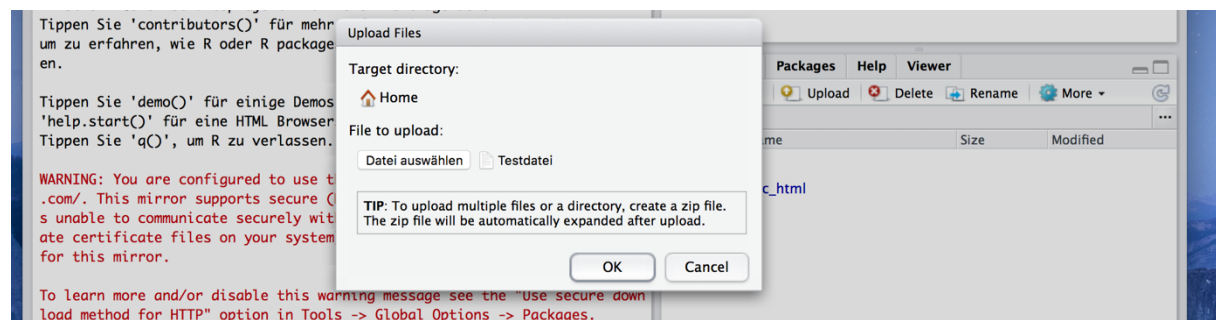 Tippen Sie 'contributors()' für mehr
um zu erfahren, wie R oder R package
en.
Tippen Sie 'demo()' für einige Demos
'help.start()' für eine HTML Browser
Tippen Sie 'q()', um R zu verlassen.
WARNING: You are configured to use t
.com/. This mirror supports secure (
s unable to communicate securely wit
ate certificate files on your system
for this mirror.
To learn more and/or disable this warning message see the "Use secure down
load method for HTTP" option in Tools -> Global Options -> Packages.
Upload Files
Target directory:
Home
File to upload:
Datei auswählen Testdatei
TIP: To upload multiple files or a directory, create a zip file.
The zip file will be automatically expanded after upload.
OK Cancel
Packages Help Viewer
Upload Delete Rename More
me Size Modified
c_html